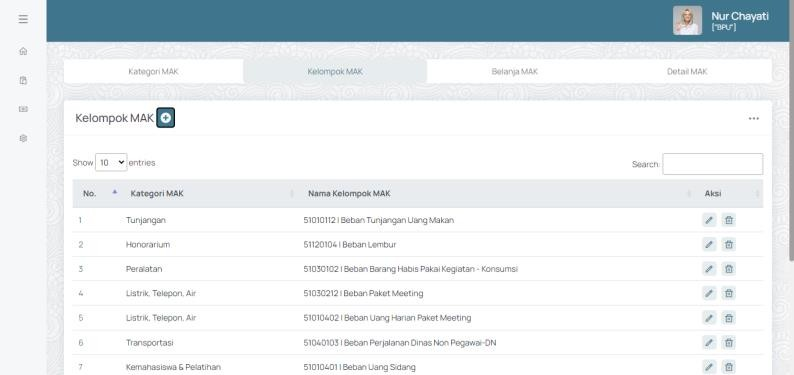 Nur Chayati
["BPU"]
Kategori MAK
Kelompok MAK
Belanja MAK
Detail MAK
Kelompok MAK
Show 10 entries
Search:
No. Kategori MAK Nama Kelompok MAK Aksi
1 Tunjangan 51010112 | Beban Tunjangan Uang Makan
2 Honorarium 51120104 | Beban Lembur
3 Peralatan 51030102 | Beban Barang Habis Pakai Kegiatan - Konsumsi
4 Listrik, Telepon, Air 51030212 | Beban Paket Meeting
5 Listrik, Telepon, Air 51010402 | Beban Uang Harian Paket Meeting
6 Transportasi 51040103 | Beban Perjalanan Dinas Non Pegawai-DN
7 Kemahasiswa & Pelatihan 51010401 | Beban Uang Sidang